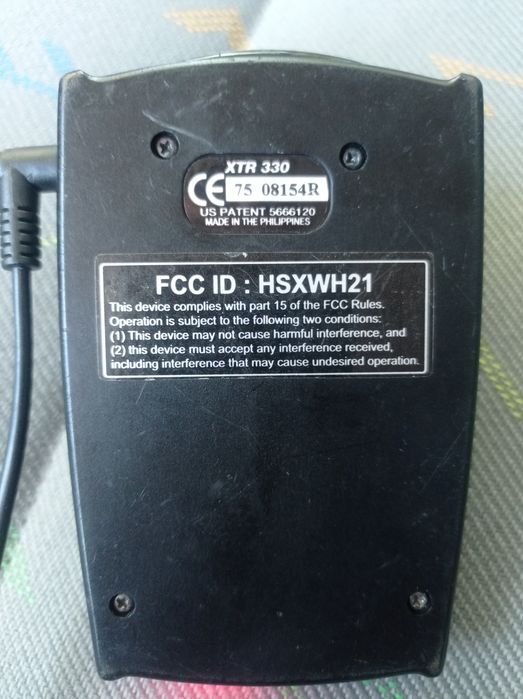 XTR 330
CE 75 08154R
US PATENT 5666120
MADE IN THE PHILIPPINES
FCC ID : HSXWH21
This device complies with part 15 of the FCC Rules.
Operation is subject to the following two conditions:
(1) This device may not cause harmful interference, and
(2) this device must accept any interference received,
including interference that may cause undesired operation.